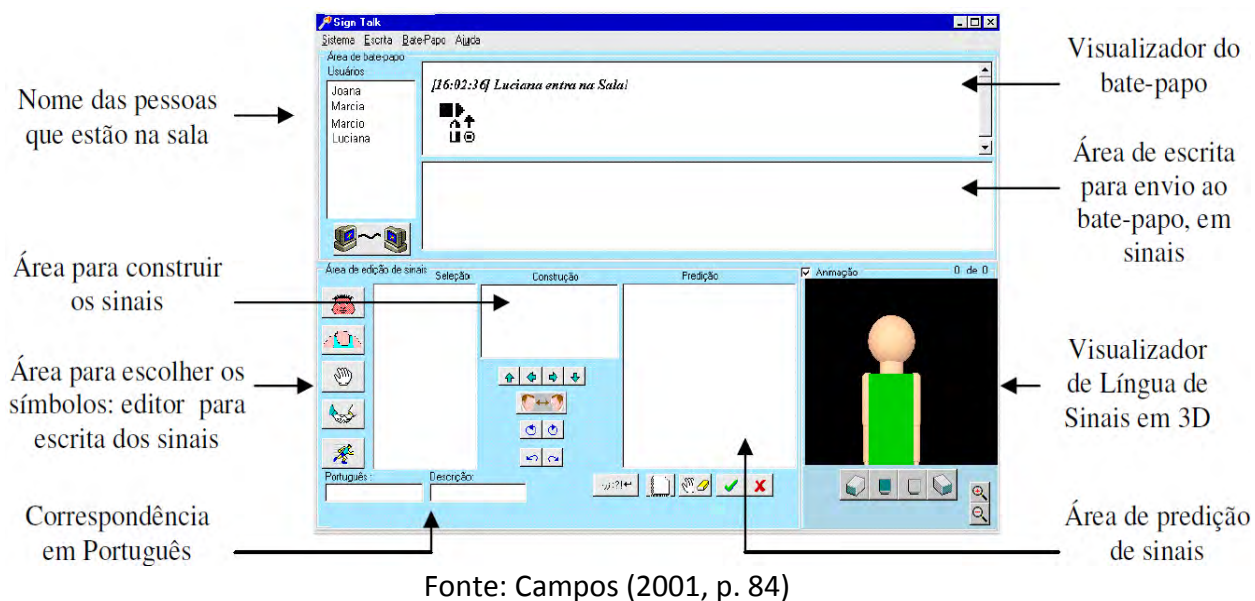 Sign Talk
Sistema Escrita Bate-Papo Ajuda
Área de bate-papo
Usuários
Joana
Marcia
Marcio
Luciana
[16:02:36] Luciana entra na Sala!
Nome das pessoas
que estão na sala
Visualizador do
bate-papo
Área de escrita
para envio ao
bate-papo, em
sinais
Área de edição de sinais
Seleção
Construção
Predição
Animação
0 de 0
Área para construir
os sinais
Área para escolher os
símbolos: editor para
escrita dos sinais
Visualizador
de Língua de
Sinais em 3D
Português :
Descrição:
Correspondência
em Português
Área de predição
de sinais
Fonte: Campos (2001, p. 84)